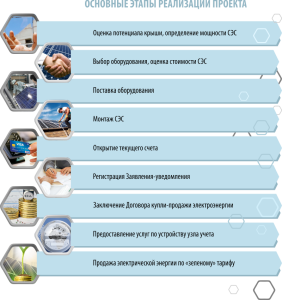 ОСНОВНЫЕ ЭТАПЫ РЕАЛИЗАЦИИ ПРОЕКТА
Оценка потенциала крыши, определение мощности СЭС
Выбор оборудования, оценка стоимости СЭС
Поставка оборудования
Монтаж СЭС
Открытие текущего счета
Регистрация Заявления-уведомления
Заключение Договора купли-продажи электроэнергии
Предоставление услуг по устройству узла учета
Продажа электрической энергии по «зеленому» тарифу